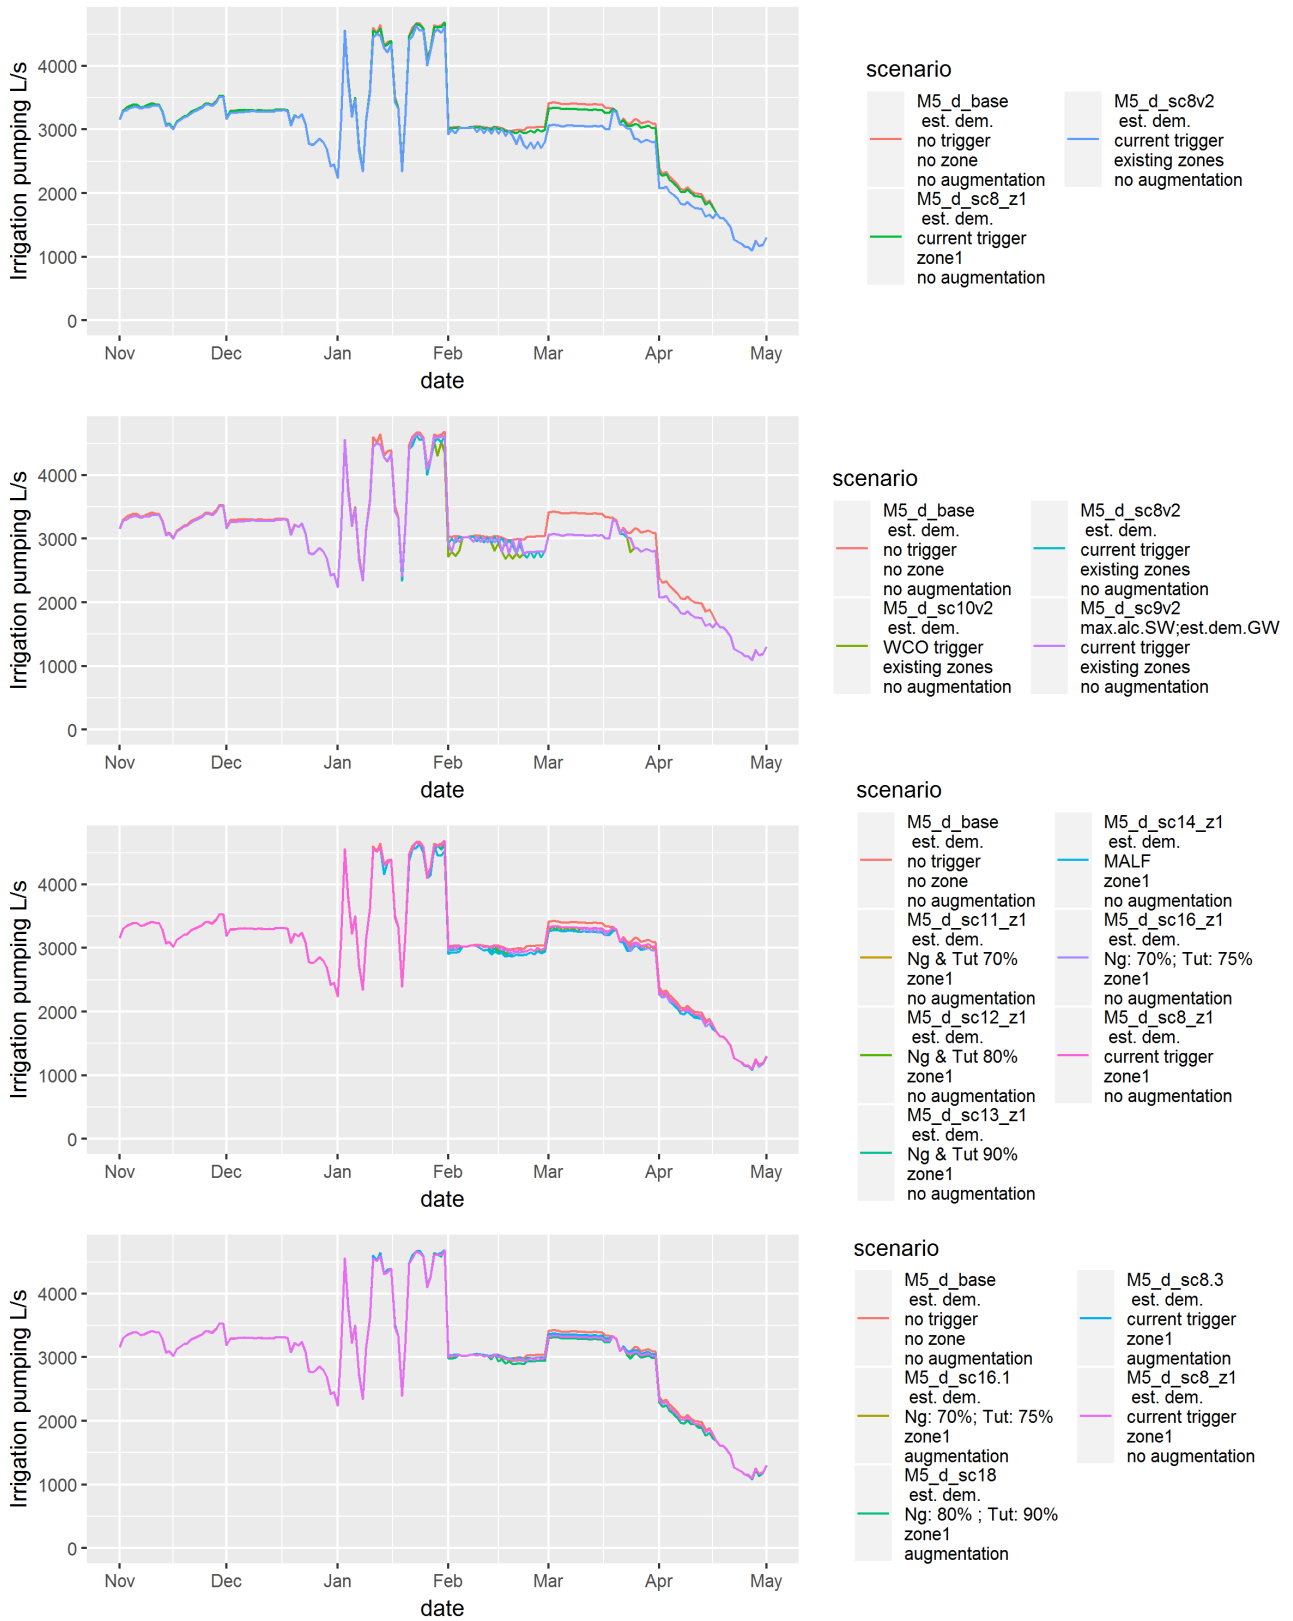 Irrigation pumping L/s
4000
3000
2000
1000
0
Nov
Dec
Jan
Feb
Mar
Apr
May
date
scenario
M5_d_base
est. dem.
no trigger
no zone
no augmentation
M5_d_sc8_z1
est. dem.
current trigger
zone1
no augmentation
M5_d_sc8v2
est. dem.
current trigger
existing zones
no augmentation
Irrigation pumping L/s
4000
3000
2000
1000
0
Nov
Dec
Jan
Feb
Mar
Apr
May
date
scenario
M5_d_base
est. dem.
no trigger
no zone
no augmentation
M5_d_sc10v2
est. dem.
WCO trigger
existing zones
no augmentation
M5_d_sc8v2
est. dem.
current trigger
existing zones
no augmentation
M5_d_sc9v2
max.alc.SW;est.dem.GW
current trigger
existing zones
no augmentation
Irrigation pumping L/s
4000
3000
2000
1000
0
Nov
Dec
Jan
Feb
Mar
Apr
May
date
scenario
M5_d_base
est. dem.
no trigger
no zone
no augmentation
M5_d_sc11_z1
est. dem.
Ng & Tut 70%
zone1
no augmentation
M5_d_sc12_z1
est. dem.
Ng & Tut 80%
zone1
no augmentation
M5_d_sc13_z1
est. dem.
Ng & Tut 90%
zone1
no augmentation
M5_d_sc14_z1
est. dem.
MALF
zone1
no augmentation
M5_d_sc16_z1
est. dem.
Ng: 70%; Tut: 75%
zone1
no augmentation
M5_d_sc8_z1
est. dem.
current trigger
zone1
no augmentation
Irrigation pumping L/s
4000
3000
2000
1000
0
Nov
Dec
Jan
Feb
Mar
Apr
May
date
scenario
M5_d_base
est. dem.
no trigger
no zone
no augmentation
M5_d_sc16.1
est. dem.
Ng: 70%; Tut: 75%
zone1
augmentation
M5_d_sc18
est. dem.
Ng: 80% ; Tut: 90%
zone1
augmentation
M5_d_sc8.3
est. dem.
current trigger
zone1
augmentation
M5_d_sc8_z1
est. dem.
current trigger
zone1
no augmentation